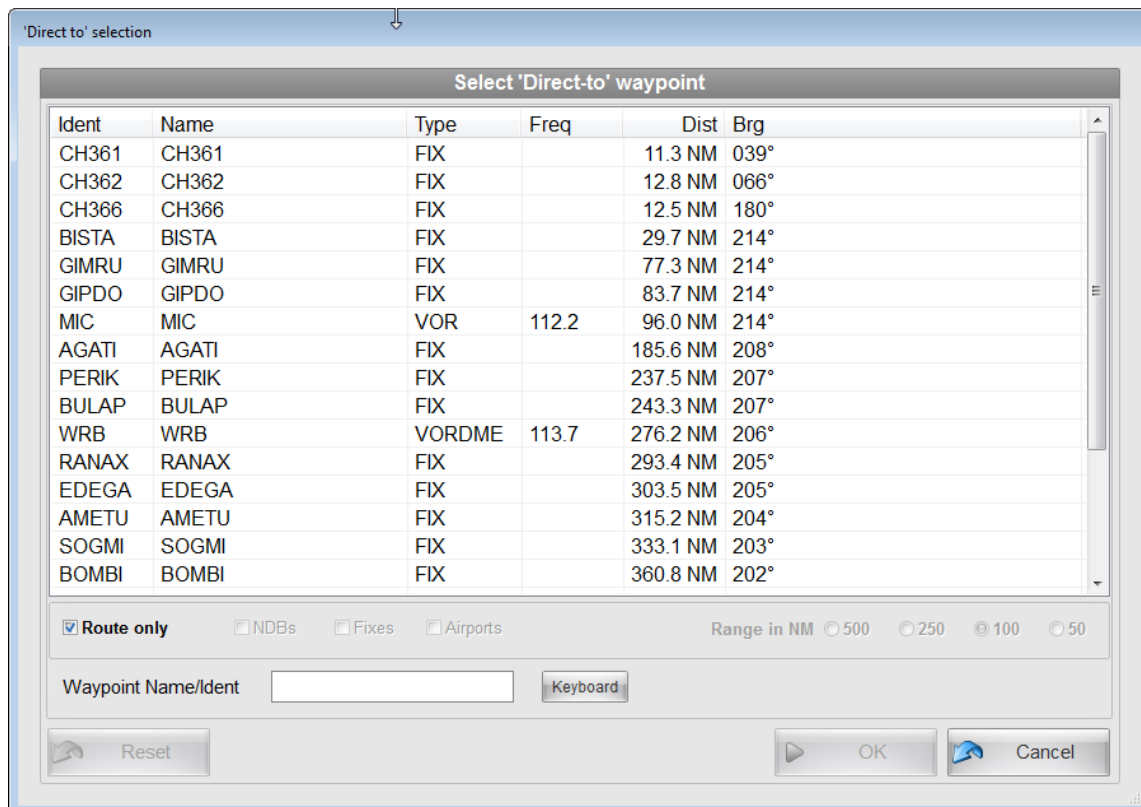 'Direct to' selection
Select 'Direct-to' waypoint
Ident Name Type Freq Dist Brg
CH361 CH361 FIX 11.3 NM 039°
CH362 CH362 FIX 12.8 NM 066°
CH366 CH366 FIX 12.5 NM 180°
BISTA BISTA FIX 29.7 NM 214°
GIMRU GIMRU FIX 77.3 NM 214°
GIPDO GIPDO FIX 83.7 NM 214°
MIC MIC VOR 112.2 96.0 NM 214°
AGATI AGATI FIX 185.6 NM 208°
PERIK PERIK FIX 237.5 NM 207°
BULAP BULAP FIX 243.3 NM 207°
WRB WRB VORDME 113.7 276.2 NM 206°
RANAX RANAX FIX 293.4 NM 205°
EDEGA EDEGA FIX 303.5 NM 205°
AMETU AMETU FIX 315.2 NM 204°
SOGMI SOGMI FIX 333.1 NM 203°
BOMBI BOMBI FIX 360.8 NM 202°
Route only NDBs Fixes Airports Range in NM 500 250 100 50
Waypoint Name/Ident Keyboard
Reset OK Cancel